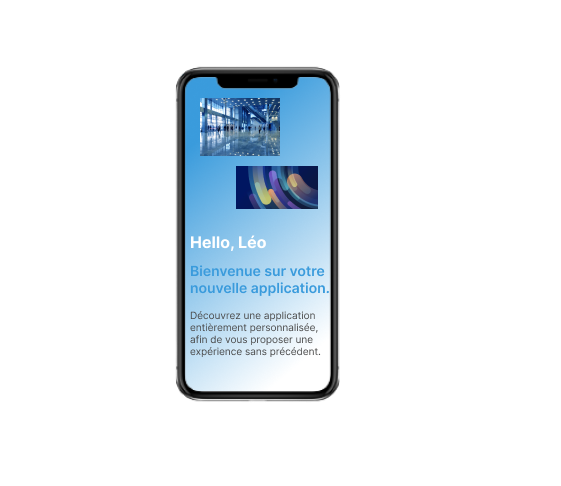 Hello, Léo
Bienvenue sur votre
nouvelle application.
Découvrez une application
entièrement personnalisée,
afin de vous proposer une
expérience sans précédent.